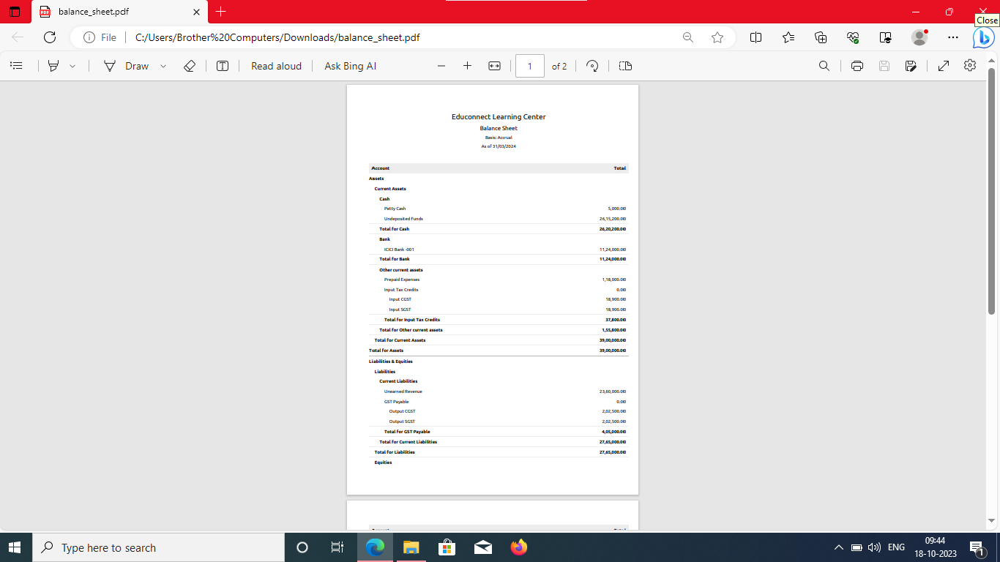 balance_sheet.pdf
Close
File
C:/Users/Brother%20Computers/Downloads/balance_sheet.pdf
Draw
Read aloud
Ask Bing AI
1 of 2
Educonnect Learning Center
Balance Sheet
Basis: Accrual
As of 31/03/2024
Account Total
Assets
Current Assets
Cash
Petty Cash 5,000.00
Undeposited Funds 26,15,200.00
Total for Cash 26,20,200.00
Bank
ICICI Bank -001 11,24,000.00
Total for Bank 11,24,000.00
Other current assets
Prepaid Expenses 1,18,000.00
Input Tax Credits 0.00
Input CGST 18,900.00
Input SGST 18,900.00
Total for Input Tax Credits 37,800.00
Total for Other current assets 1,55,800.00
Total for Current Assets 39,00,000.00
Total for Assets 39,00,000.00
Liabilities & Equities
Liabilities
Current Liabilities
Unearned Revenue 23,60,000.00
GST Payable 0.00
Output CGST 2,02,500.00
Output SGST 2,02,500.00
Total for GST Payable 4,05,000.00
Total for Current Liabilities 27,65,000.00
Total for Liabilities 27,65,000.00
Equities
Type here to search
ENG
09:44
18-10-2023
1